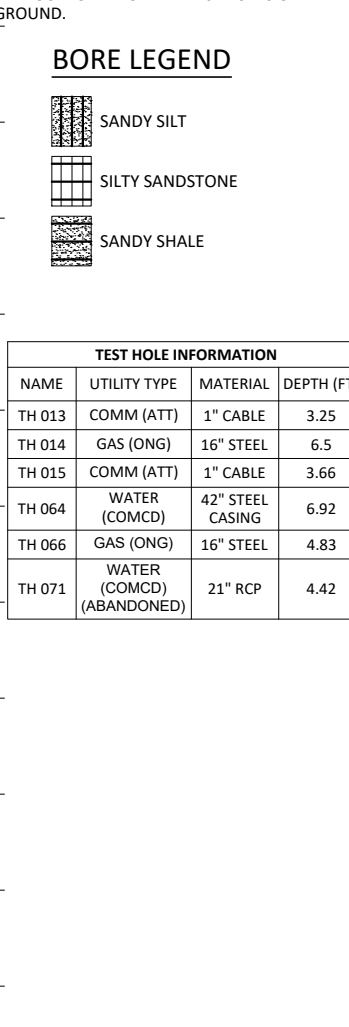 GROUND.
BORE LEGEND
SANDY SILT
SILTY SANDSTONE
SANDY SHALE
TEST HOLE INFORMATION
NAME UTILITY TYPE MATERIAL DEPTH (FT
TH 013 COMM (ATT) 1" CABLE 3.25
TH 014 GAS (ONG) 16" STEEL 6.5
TH 015 COMM (ATT) 1" CABLE 3.66
TH 064 WATER (COMCD) 42" STEEL CASING 6.92
TH 066 GAS (ONG) 16" STEEL 4.83
TH 071 WATER (COMCD) (ABANDONED) 21" RCP 4.42